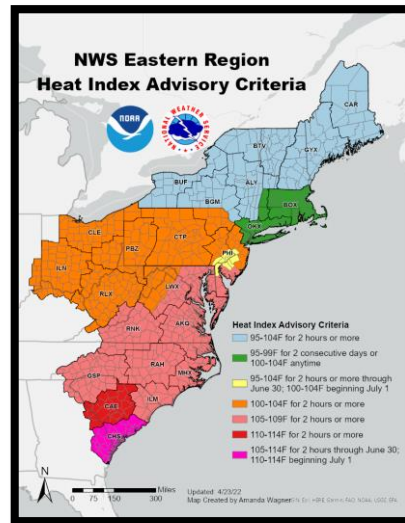 NWS Eastern Region
Heat Index Advisory Criteria
NOAA
NATIONAL WEATHER SERVICE
CAR
BTV
GYX
BUF
ALY
BGM
BOX
OKX
CLE
CTP
PBZ
PHI
ILN
LWX
RLX
AKQ
RNK
RAH
GSP
MHX
CAE
ILM
CHS
Heat Index Advisory Criteria
95-104F for 2 hours or more
95-99F for 2 consecutive days or
100-104F anytime
95-104F for 2 hours or more through
June 30; 100-104F beginning July 1
100-104F for 2 hours or more
105-109F for 2 hours or more
110-114F for 2 hours or more
105-114F for 2 hours through June 30;
110-114F beginning July 1
N
Miles
0 75 150 300
Updated: 4/23/22
Map Created by Amanda Wagner